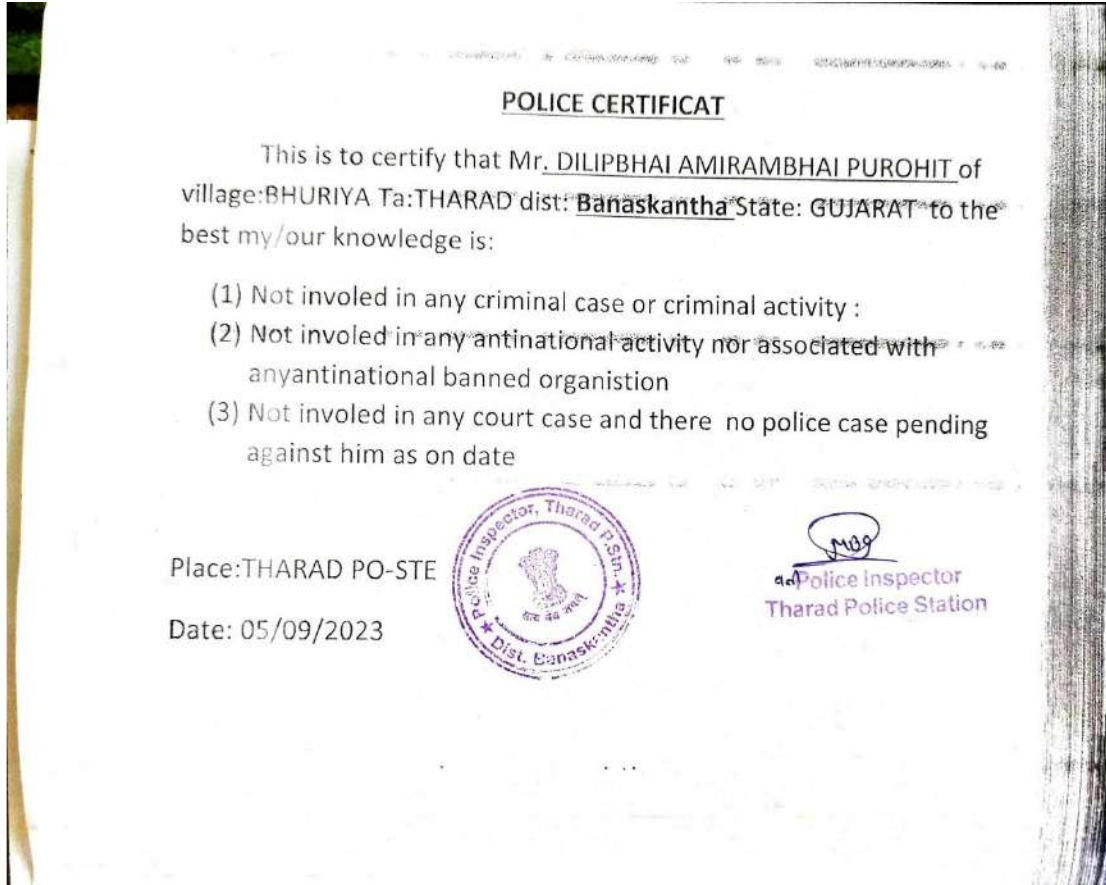 POLICE CERTIFICAT
This is to certify that Mr. DILIPBHAI AMIRAMBHAI PUROHIT of
village:BHURIYA Ta:THARAD dist: Banaskantha State: GUJARAT to the
best my/our knowledge is:
(1) Not involed in any criminal case or criminal activity :
(2) Not involed in any antinational activity nor associated with
anyantinational banned organistion
(3) Not involed in any court case and there no police case pending
against him as on date
Police Inspector, Tharad P.Stn.
सत्यमेव जयते
Dist. Banaskantha
Place:THARAD PO-STE
Date: 05/09/2023
Police Inspector
Tharad Police Station